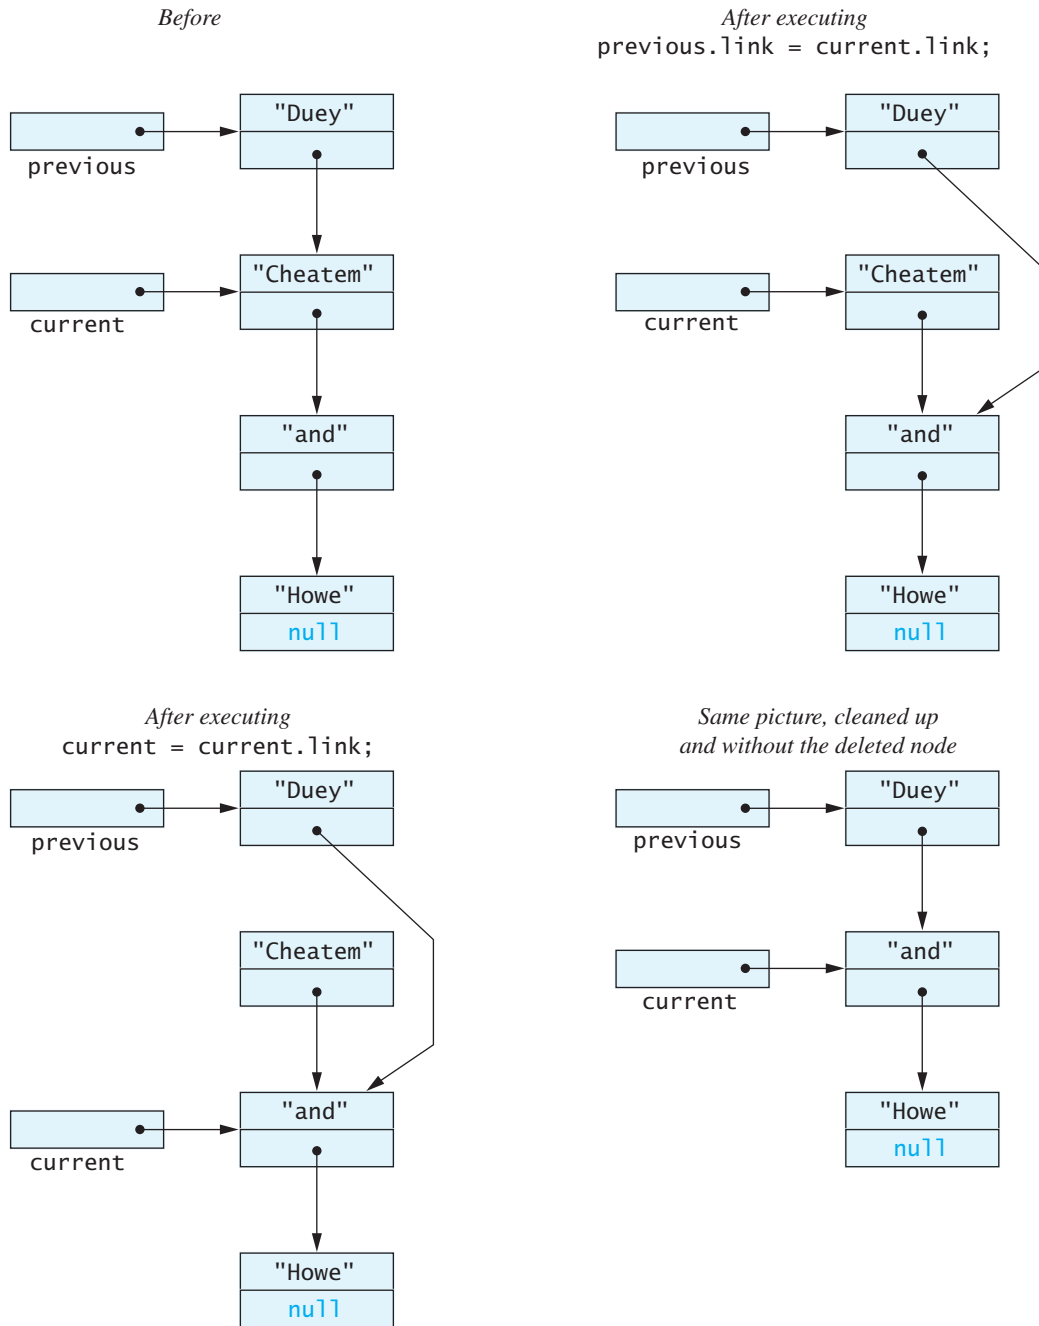 Before
"Duey"
previous
"Cheatem"
current
"and"
"Howe"
null
After executing
previous.link = current.link;
"Duey"
previous
"Cheatem"
current
"and"
"Howe"
null
After executing
current = current.link;
"Duey"
previous
"Cheatem"
"and"
current
"Howe"
null
Same picture, cleaned up
and without the deleted node
"Duey"
previous
"and"
current
"Howe"
null